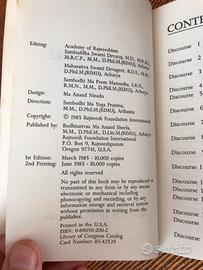 Editing: Academy of Rajneeshism
Sambuddha Swami Devaraj, M.D., M.R.A.
M.R.C.P., M.M., D.Phil.M.(RIMU), Acharya
Mahasattva Swami Devageet, B.D.S., M.M.
D.Phil.M.(RIMU), Acharya
Sambodhi Ma Prem Maneesha, S.R.N.
R.M.N., M.M., D.Phil.M.(RIMU), Acharya
Design: Ma Anand Nirado
Direction: Sambodhi Ma Yoga Pratima,
M.M., D.Phil.M.(RIMU), Acharya
Copyright: © 1985 Rajneesh Foundation International
Published by: Bodhisattva Ma Anand Sheela,
M.M., D.Phil.M., D.Litt.M.(RIMU), Acharya
Rajneesh Foundation International
P.O. Box 9, Rajneeshpuram
Oregon 97741, U.S.A.
1st Edition: March 1985 - 10,000 copies
2nd Printing: June 1985 - 10,000 copies
All rights reserved
No part of this book may be reproduced or
transmitted in any form or by any means
electronic or mechanical including
photocopying and recording, or by any
information storage and retrieval system
without permission in writing from the
publisher.
Printed in the U.S.A.
ISBN: 0-88050-200-2
Library of Congress Catalog
Card Number: 85-42539
CONTE
Discourse 1
Discourse 2
Discourse
Discourse
Discourse
Discourse
Discourse
Discourse
Discourse
Discourse
Discourse
subito